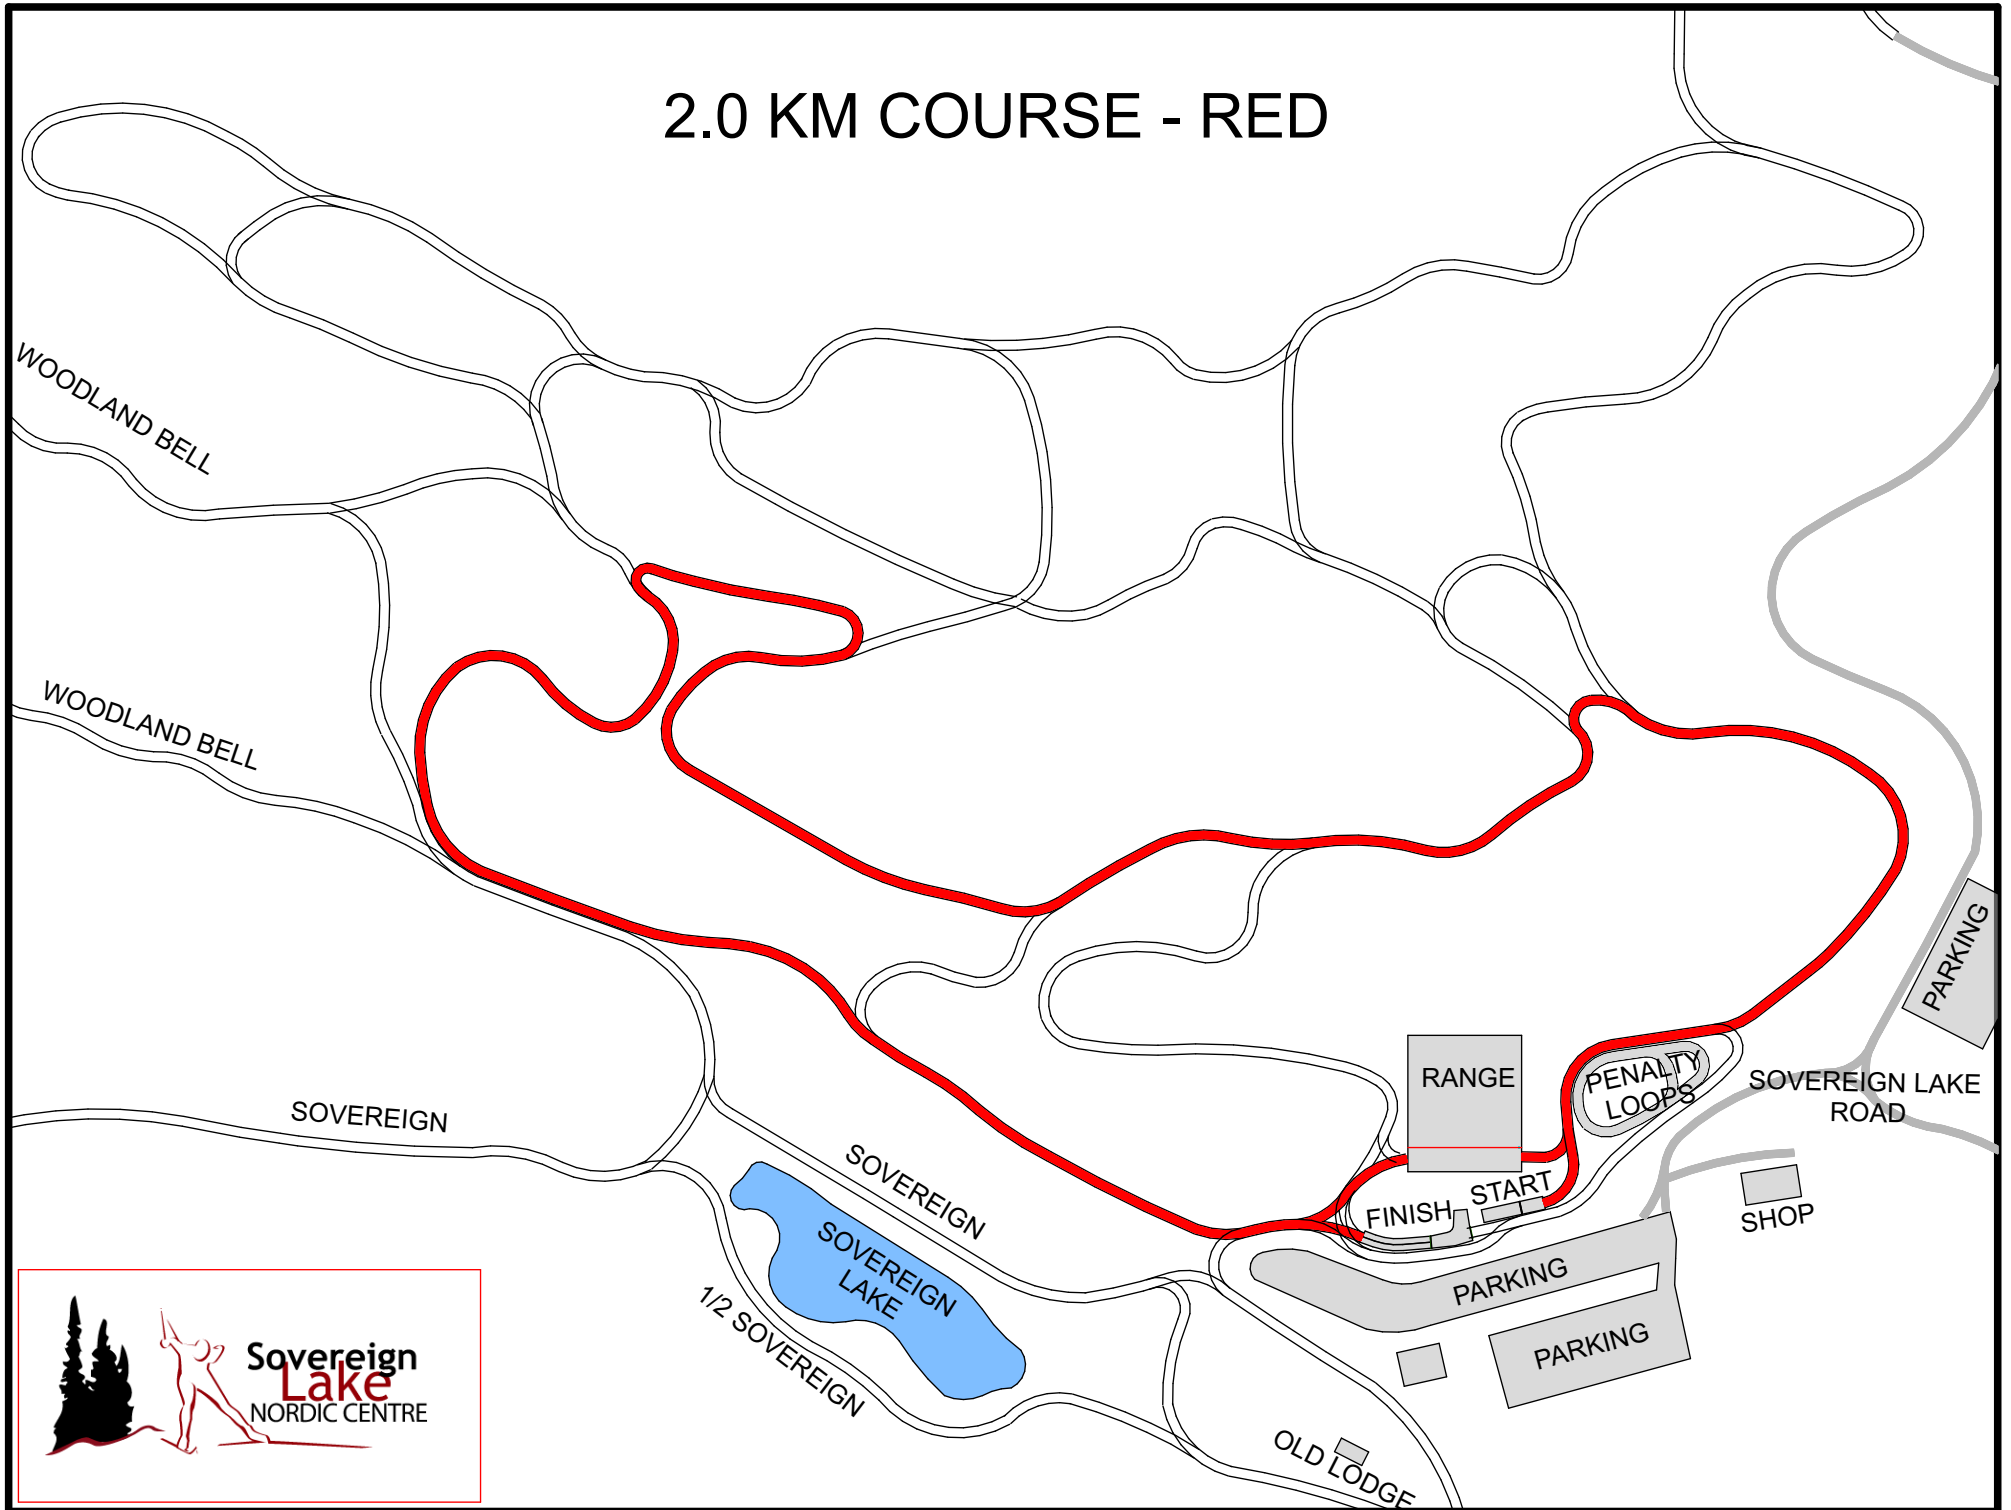 2.0 KM COURSE - RED
WOODLAND BELL
WOODLAND BELL
PARKING
RANGE
PENALTY
LOOPS
SOVEREIGN LAKE
ROAD
SOVEREIGN
SOVEREIGN
START
FINISH
SHOP
SOVEREIGN
LAKE
PARKING
1/2 SOVEREIGN
PARKING
OLD LODGE
Sovereign
Lake
NORDIC CENTRE